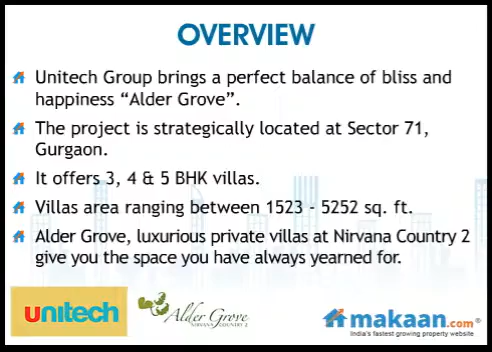 OVERVIEW
Unitech Group brings a perfect balance of bliss and
happiness “Alder Grove”.
The project is strategically located at Sector 71,
Gurgaon.
It offers 3, 4 & 5 BHK villas.
Villas area ranging between 1523 - 5252 sq. ft.
Alder Grove, luxurious private villas at Nirvana Country 2
give you the space you have always yearned for.
unitech
Alder Grove
NIRVANA COUNTRY 2
makaan.com®
India's fastest growing property website